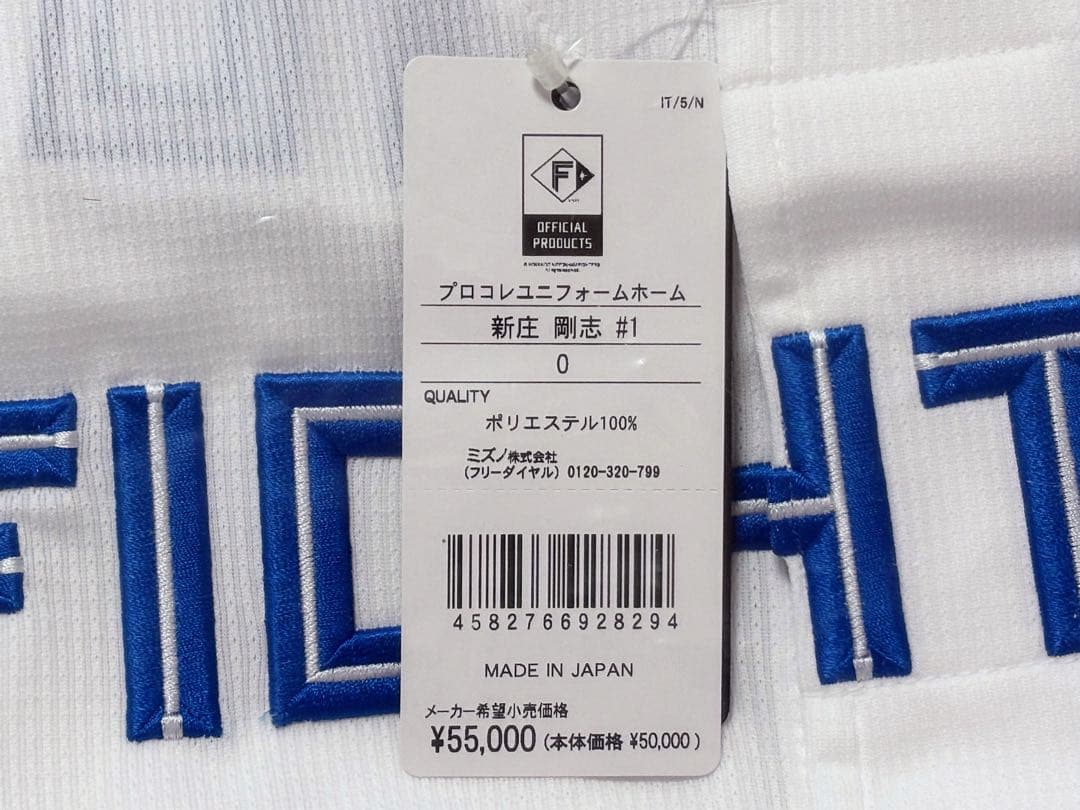 IT/5/N
F
OFFICIAL
PRODUCTS
プロコレユニフォームホーム
新庄 剛志 #1
0
QUALITY
ポリエステル100%
ミズノ株式会社
(フリーダイヤル) 0120-320-799
FIGHT
4582766928294
MADE IN JAPAN
メーカー希望小売価格
¥55,000 (本体価格 ¥50,000)